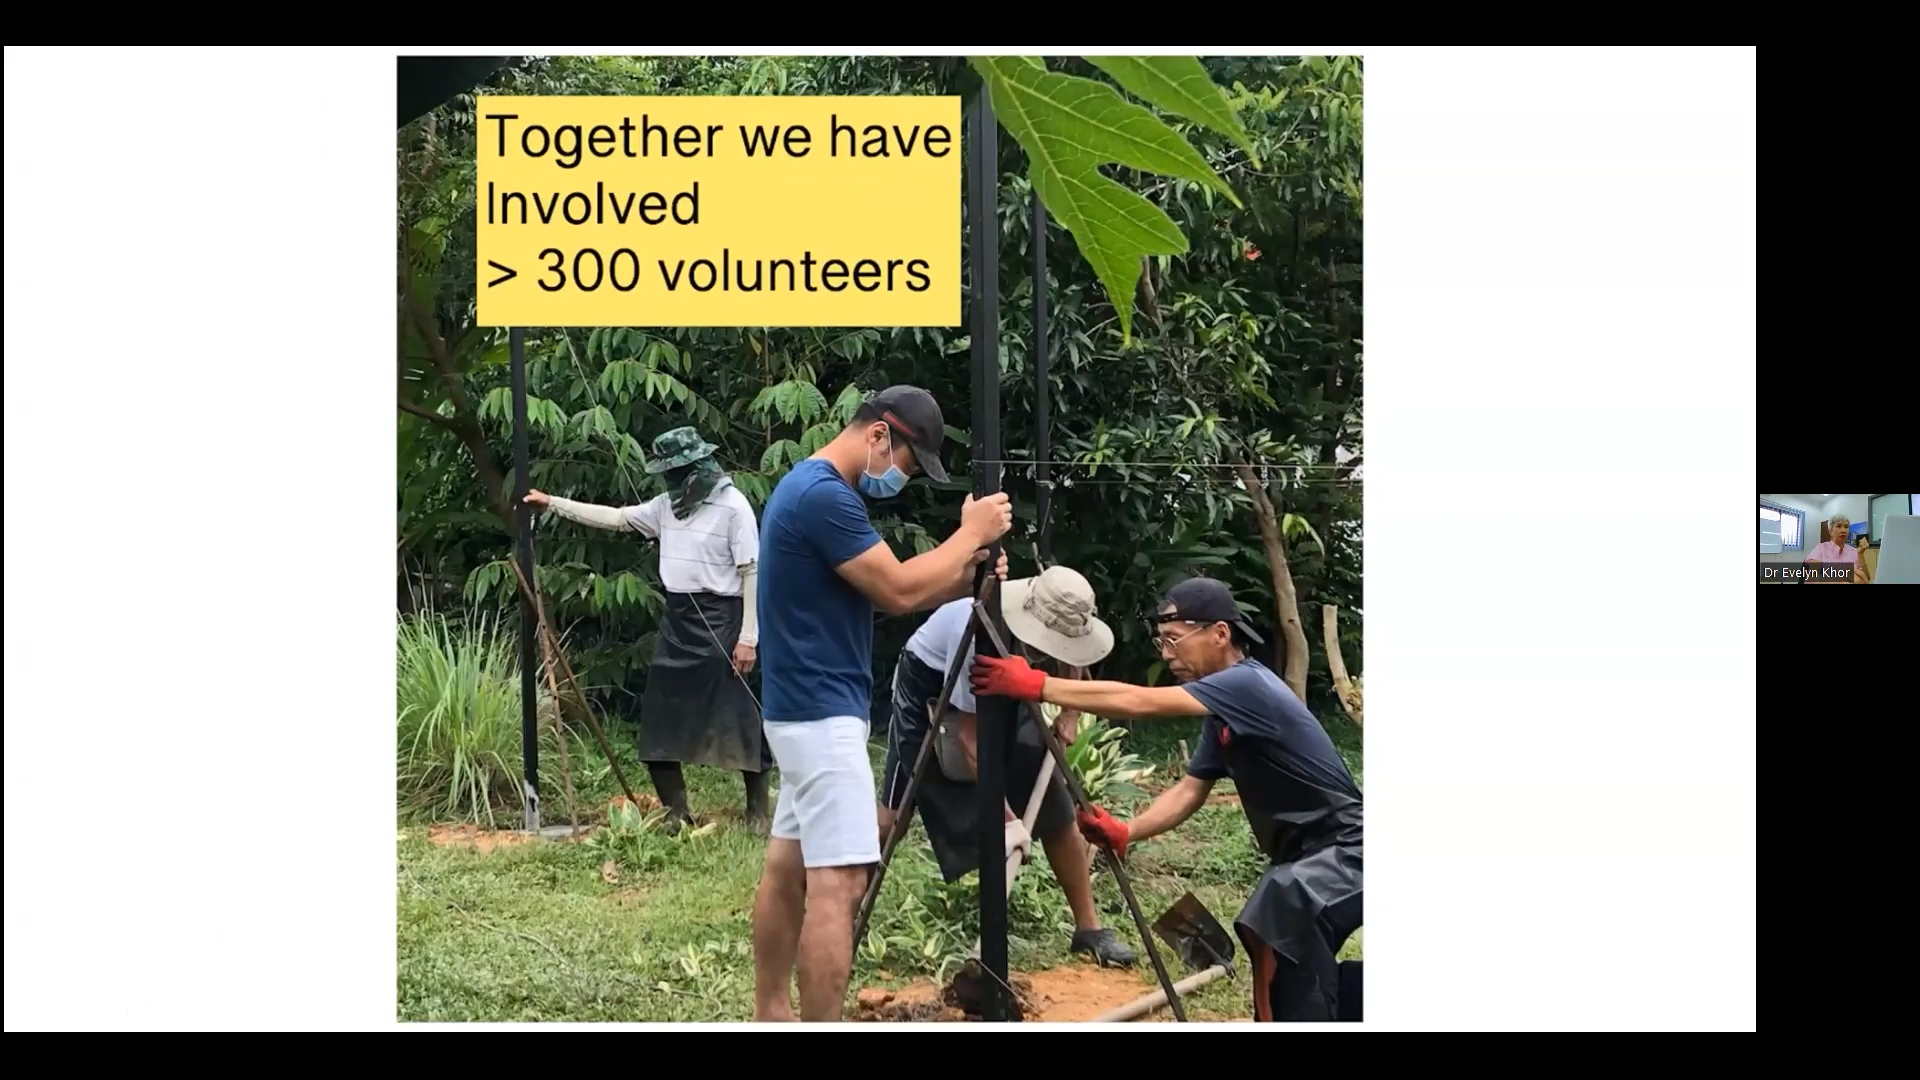 Together we have
Involved
> 300 volunteers
Dr Evelyn Khor